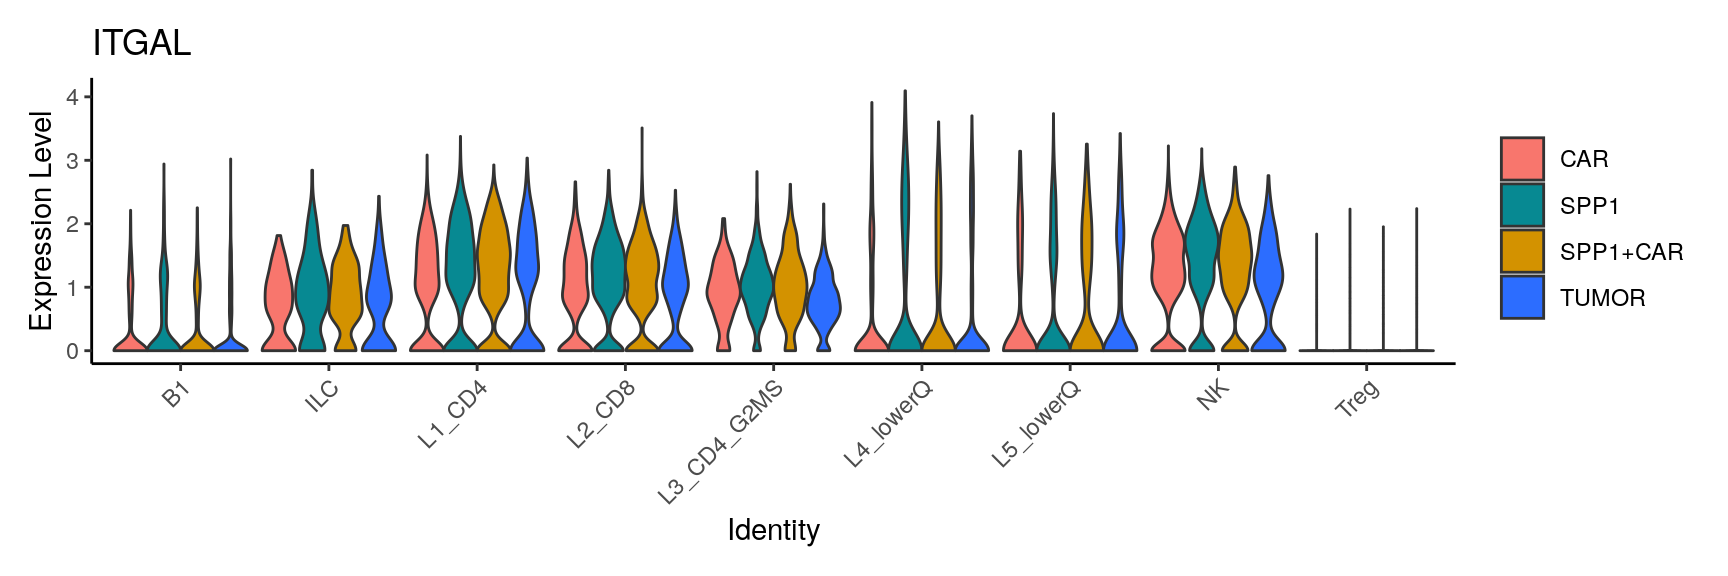 ITGAL
Expression Level
4
3
2
1
0
B1
ILC
L1_CD4
L2_CD8
L3_CD4_G2MS
L4_lowerQ
L5_lowerQ
NK
Treg
Identity
CAR
SPP1
SPP1+CAR
TUMOR